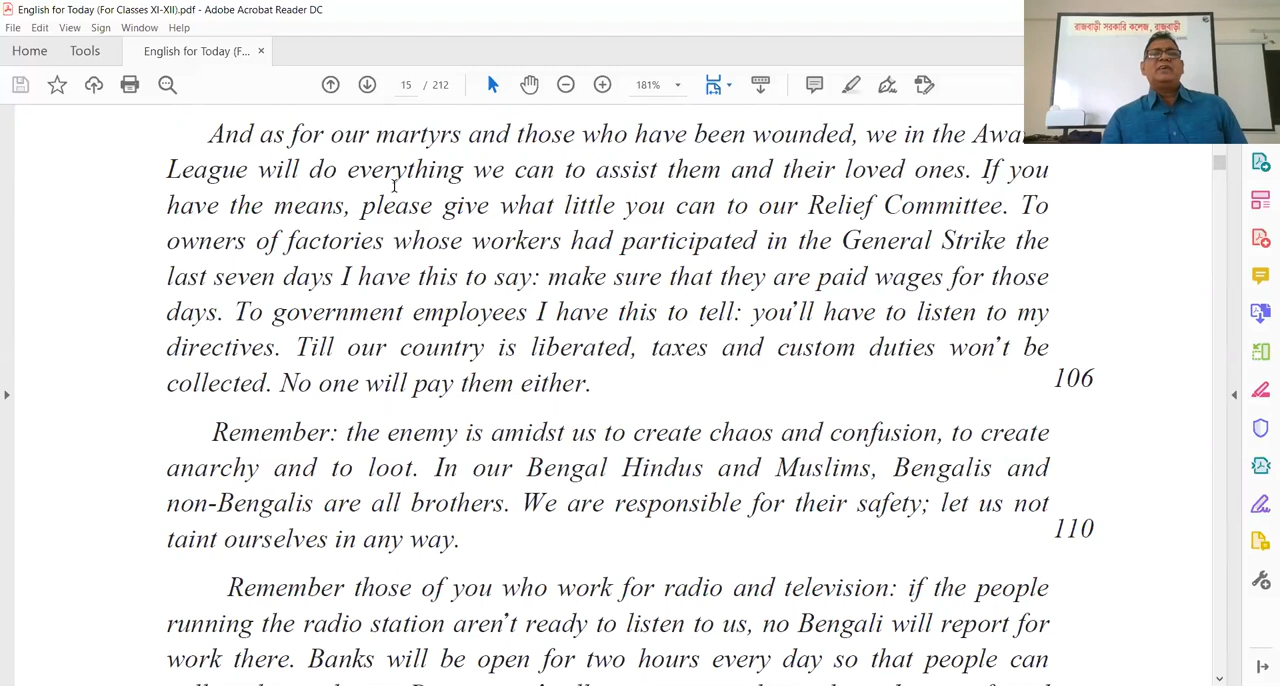 English for Today (For Classes XI-XII).pdf - Adobe Acrobat Reader DC
File Edit View Sign Window Help
Home Tools English for Today (F... ×
15 / 212 181%
রাজবাড়ী সরকারি কলেজ, রাজবাড়ী
And as for our martyrs and those who have been wounded, we in the
League will do everything we can to assist them and their loved ones. If you
have the means, please give what little you can to our Relief Committee. To
owners of factories whose workers had participated in the General Strike the
last seven days I have this to say: make sure that they are paid wages for those
days. To government employees I have this to tell: you’ll have to listen to my
directives. Till our country is liberated, taxes and custom duties won’t be
collected. No one will pay them either.
106
Remember: the enemy is amidst us to create chaos and confusion, to create
anarchy and to loot. In our Bengal Hindus and Muslims, Bengalis and
non-Bengalis are all brothers. We are responsible for their safety; let us not
taint ourselves in any way.
110
Remember those of you who work for radio and television: if the people
running the radio station aren’t ready to listen to us, no Bengali will report for
work there. Banks will be open for two hours every day so that people can